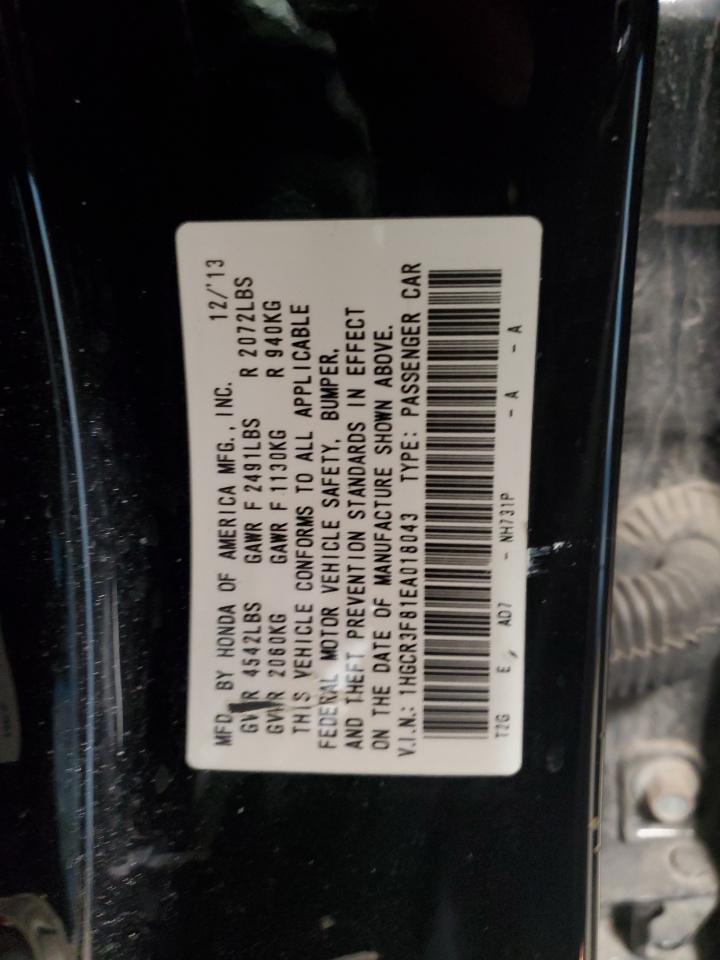 MFD. BY HONDA OF AMERICA MFG., INC. 12/'13
GVWR 4542LBS GAWR F 2491LBS R 2072LBS
GVWR 2060KG GAWR F 1130KG R 940KG
THIS VEHICLE CONFORMS TO ALL APPLICABLE
FEDERAL MOTOR VEHICLE SAFETY, BUMPER,
AND THEFT PREVENTION STANDARDS IN EFFECT
ON THE DATE OF MANUFACTURE SHOWN ABOVE.
V.I.N.: 1HGCR3F81EA018043 TYPE: PASSENGER CAR
T2G E AD7 - NH731P - A - A